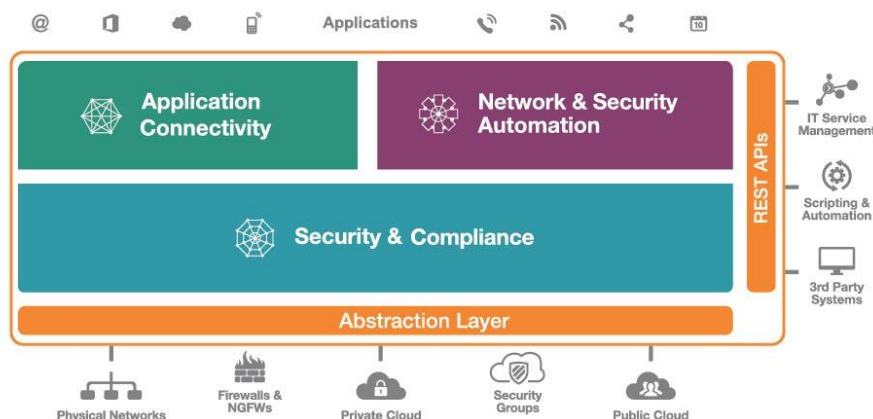 @
Applications
10
Application
Connectivity
Network & Security
Automation
Security & Compliance
REST APIs
Abstraction Layer
IT Service
Management
Scripting &
Automation
3rd Party
Systems
Physical Networks
Firewalls &
NGFWs
Private Cloud
Security
Groups
Public Cloud